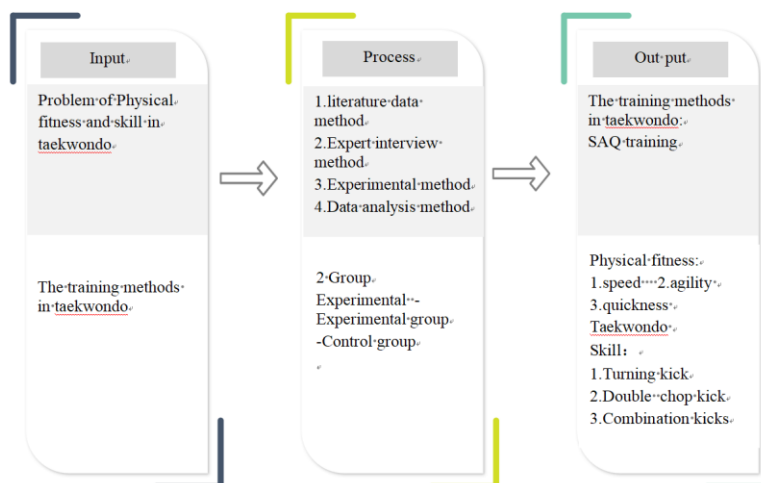 Input
Problem of Physical
fitness and skill in
taekwondo
The training methods
in taekwondo
Process
1.literature data
method
2.Expert interview
method
3.Experimental method
4.Data analysis method
2 Group
Experimental -
Experimental group
-Control group
Out put
The training methods
in taekwondo:
SAQ training
Physical fitness:
1.speed    2.agility
3.quickness
Taekwondo
Skill：
1.Turning kick
2.Double  chop kick
3.Combination kicks